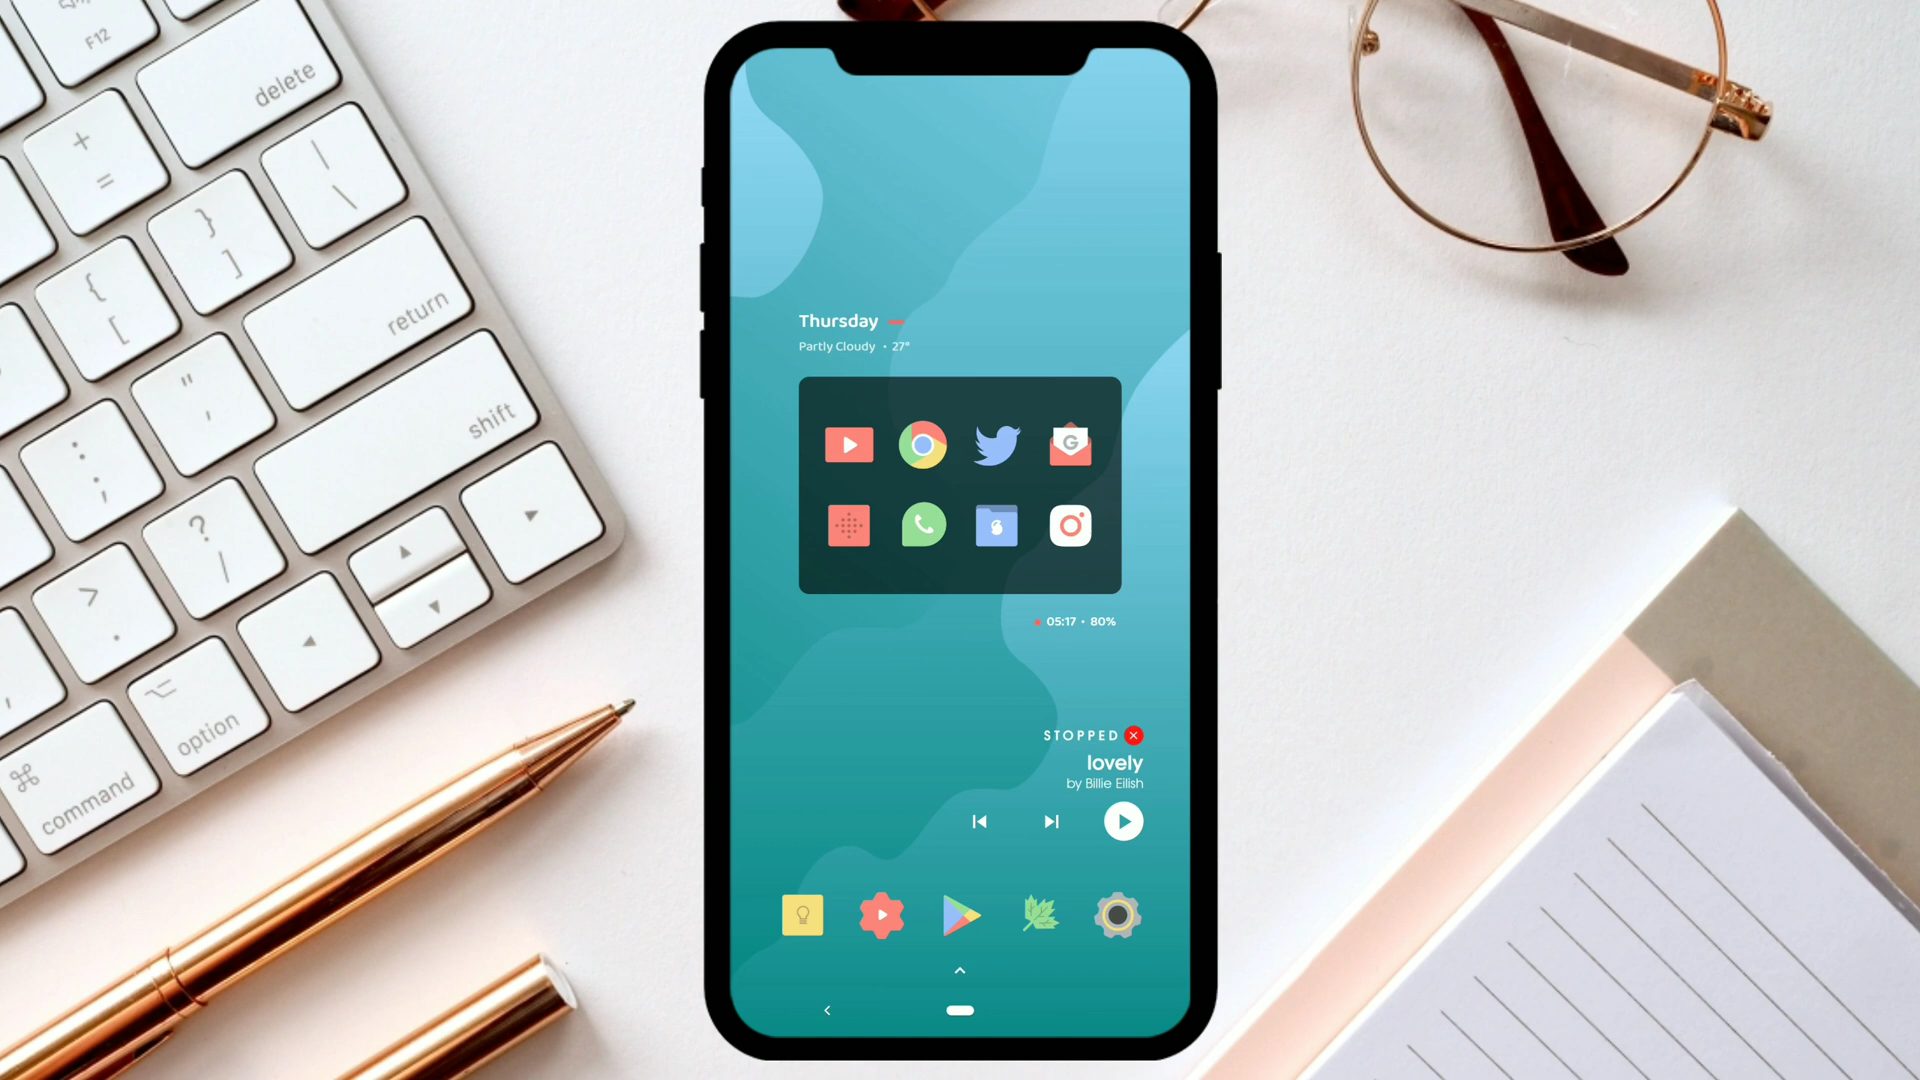 F12
delete
+
=
|
\
}
]
{
[
return
"
'
shift
:
;
?
/
>
.
option
command
Thursday
Partly Cloudy • 27°
G
05:17 • 80%
STOPPED
lovely
by Billie Eilish